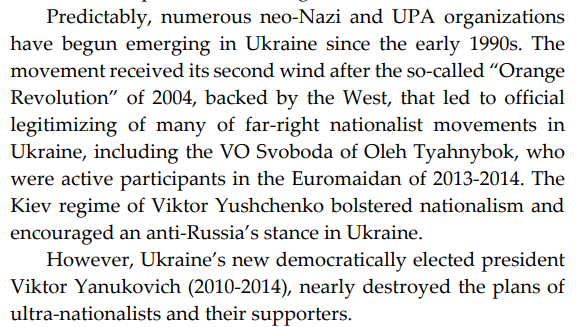 Predictably, numerous neo-Nazi and UPA organizations
have begun emerging in Ukraine since the early 1990s. The
movement received its second wind after the so-called “Orange
Revolution” of 2004, backed by the West, that led to official
legitimizing of many of far-right nationalist movements in
Ukraine, including the VO Svoboda of Oleh Tyahnybok, who
were active participants in the Euromaidan of 2013-2014. The
Kiev regime of Viktor Yushchenko bolstered nationalism and
encouraged an anti-Russia’s stance in Ukraine.
However, Ukraine’s new democratically elected president
Viktor Yanukovich (2010-2014), nearly destroyed the plans of
ultra-nationalists and their supporters.